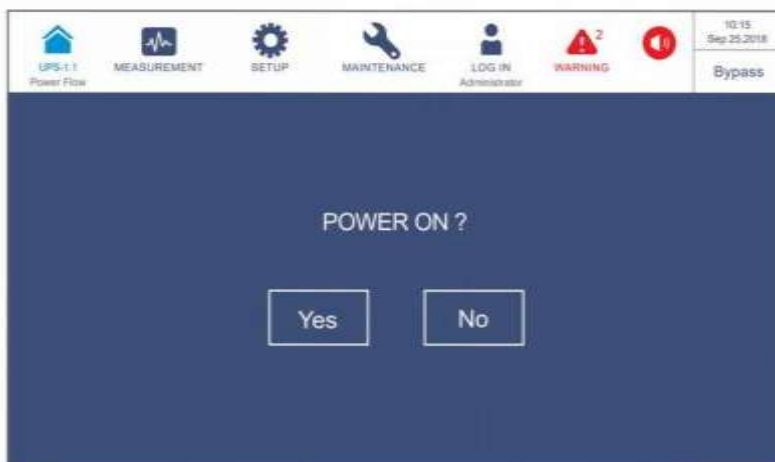 UPS-1.1
Power Flow
MEASUREMENT
SETUP
MAINTENANCE
LOG IN
Administrator
WARNING
2
10:15
Sep 25,2018
Bypass
POWER ON ?
Yes
No